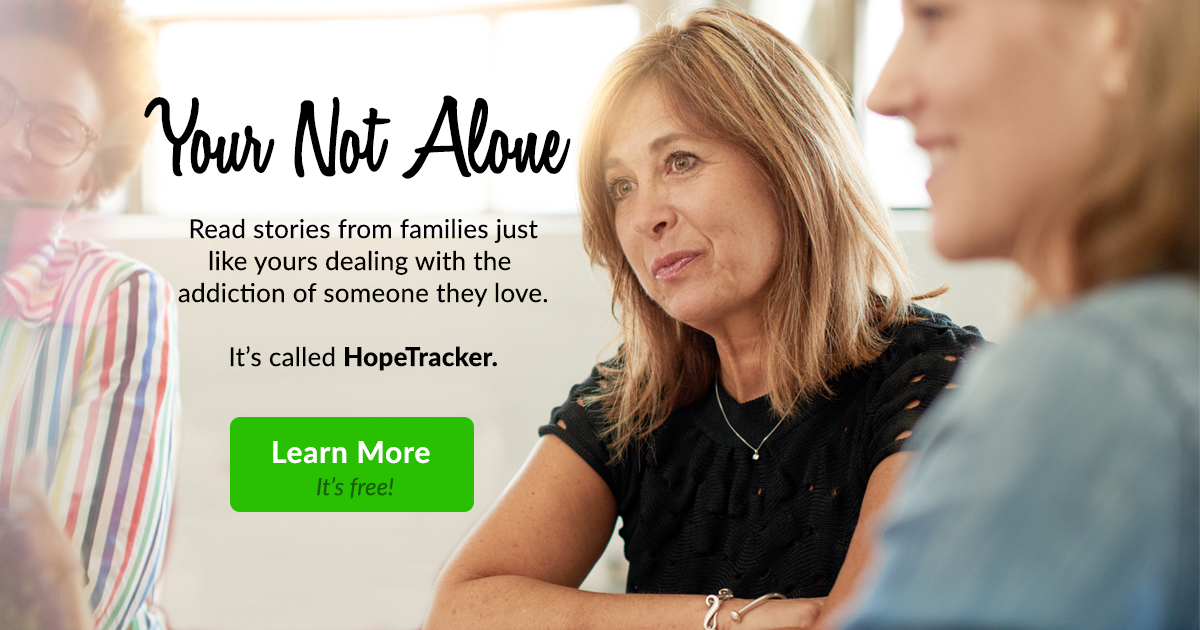 Your Not Alone
Read stories from families just
like yours dealing with the
addiction of someone they love.
It’s called HopeTracker.
Learn More
It’s free!